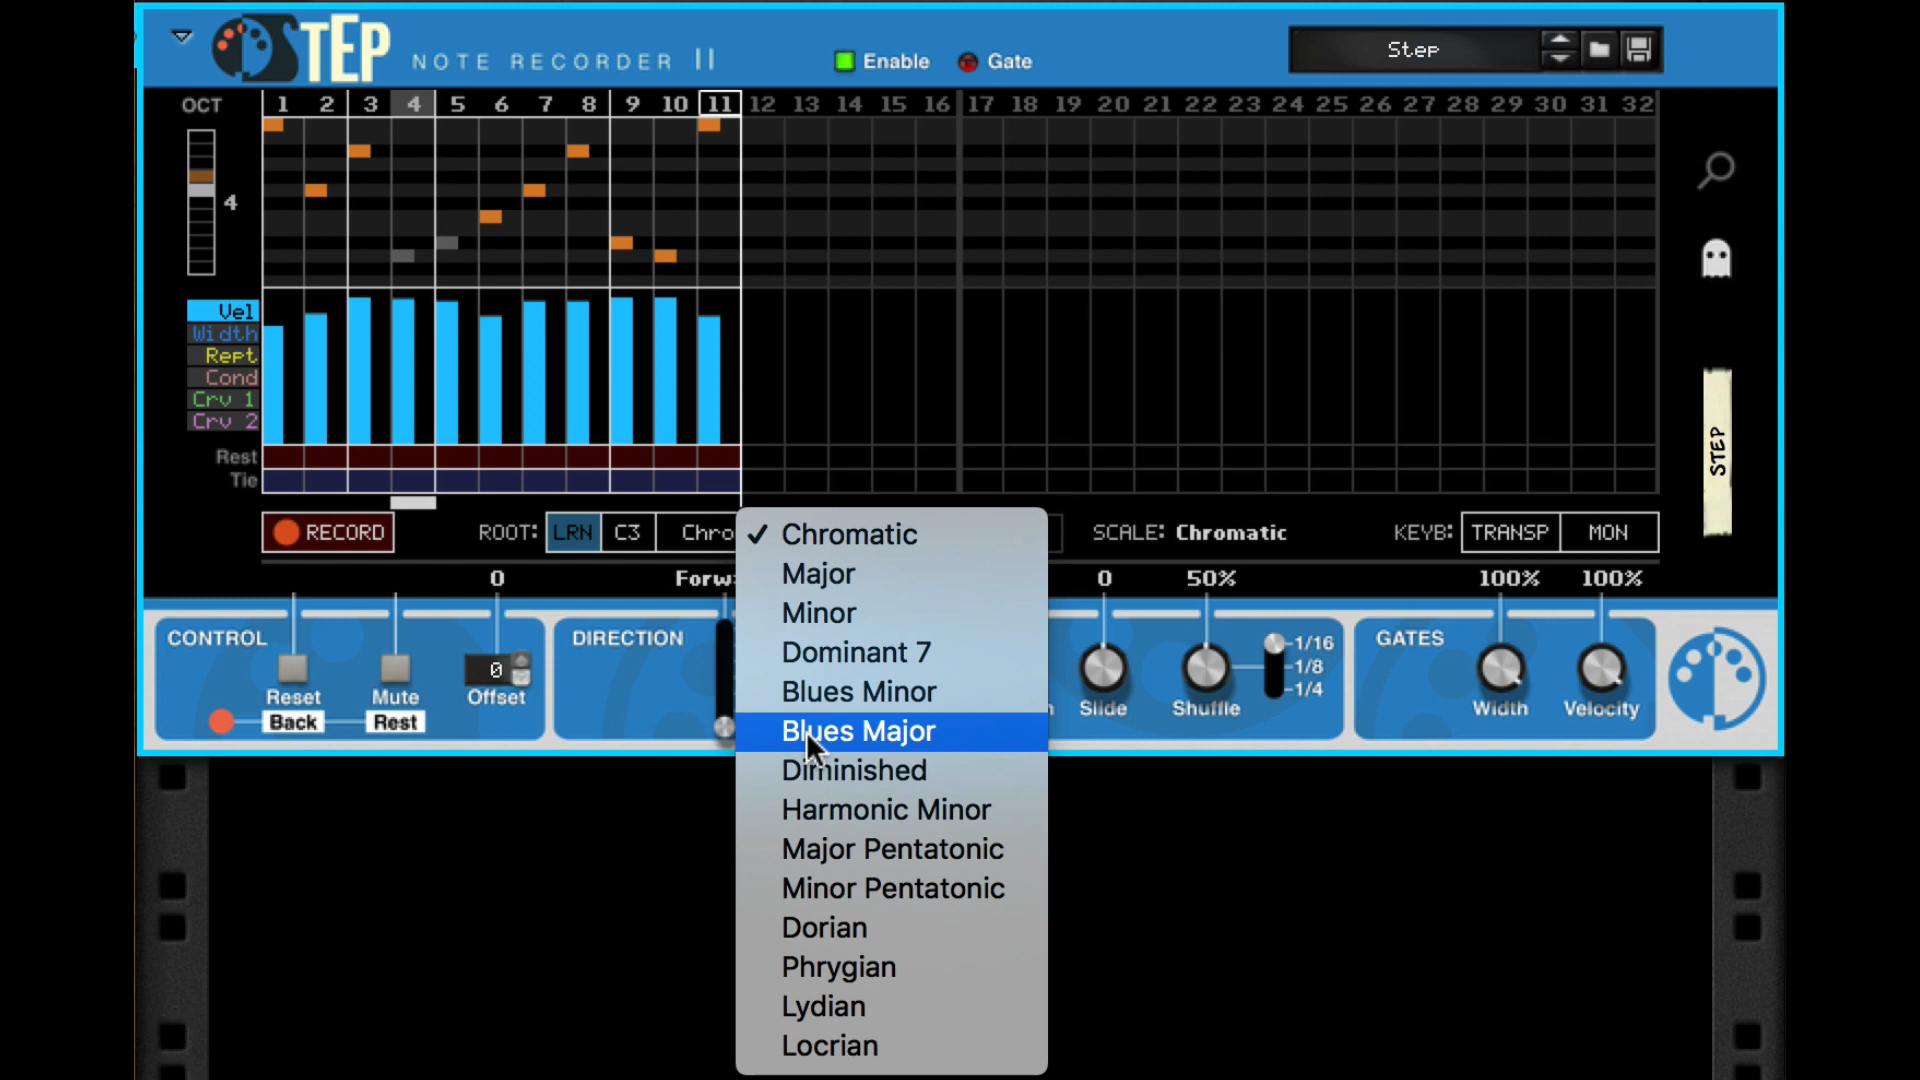 STEP NOTE RECORDER II
Enable Gate
Step
OCT 1 2 3 4 5 6 7 8 9 10 11 12 13 14 15 16 17 18 19 20 21 22 23 24 25 26 27 28 29 30 31 32
4
Vel
Width
Rept
Cond
Crv 1
Crv 2
Rest
Tie
STEP
RECORD ROOT: LRN C3 Chro SCALE: Chromatic KEYB: TRANSP MON
0 Forw 0 50% 100% 100%
CONTROL DIRECTION GATES
0
1/16
1/8
1/4
Reset Mute Offset Slide Shuffle Width Velocity
Back Rest
Chromatic
Major
Minor
Dominant 7
Blues Minor
Blues Major
Diminished
Harmonic Minor
Major Pentatonic
Minor Pentatonic
Dorian
Phrygian
Lydian
Locrian